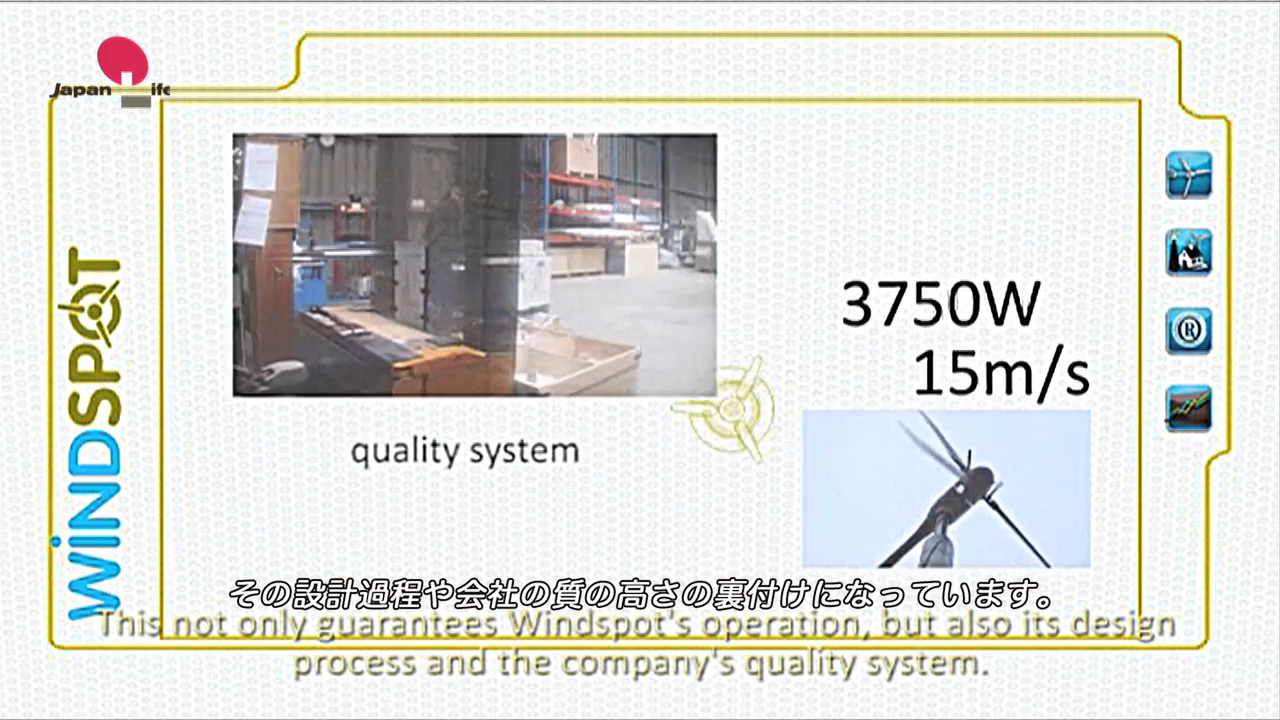 Japan Life
WINDSPOT
3750W
15m/s
®
quality system
その設計過程や会社の質の高さの裏付けになっています。
This not only guarantees Windspot's operation, but also its design
process and the company's quality system.